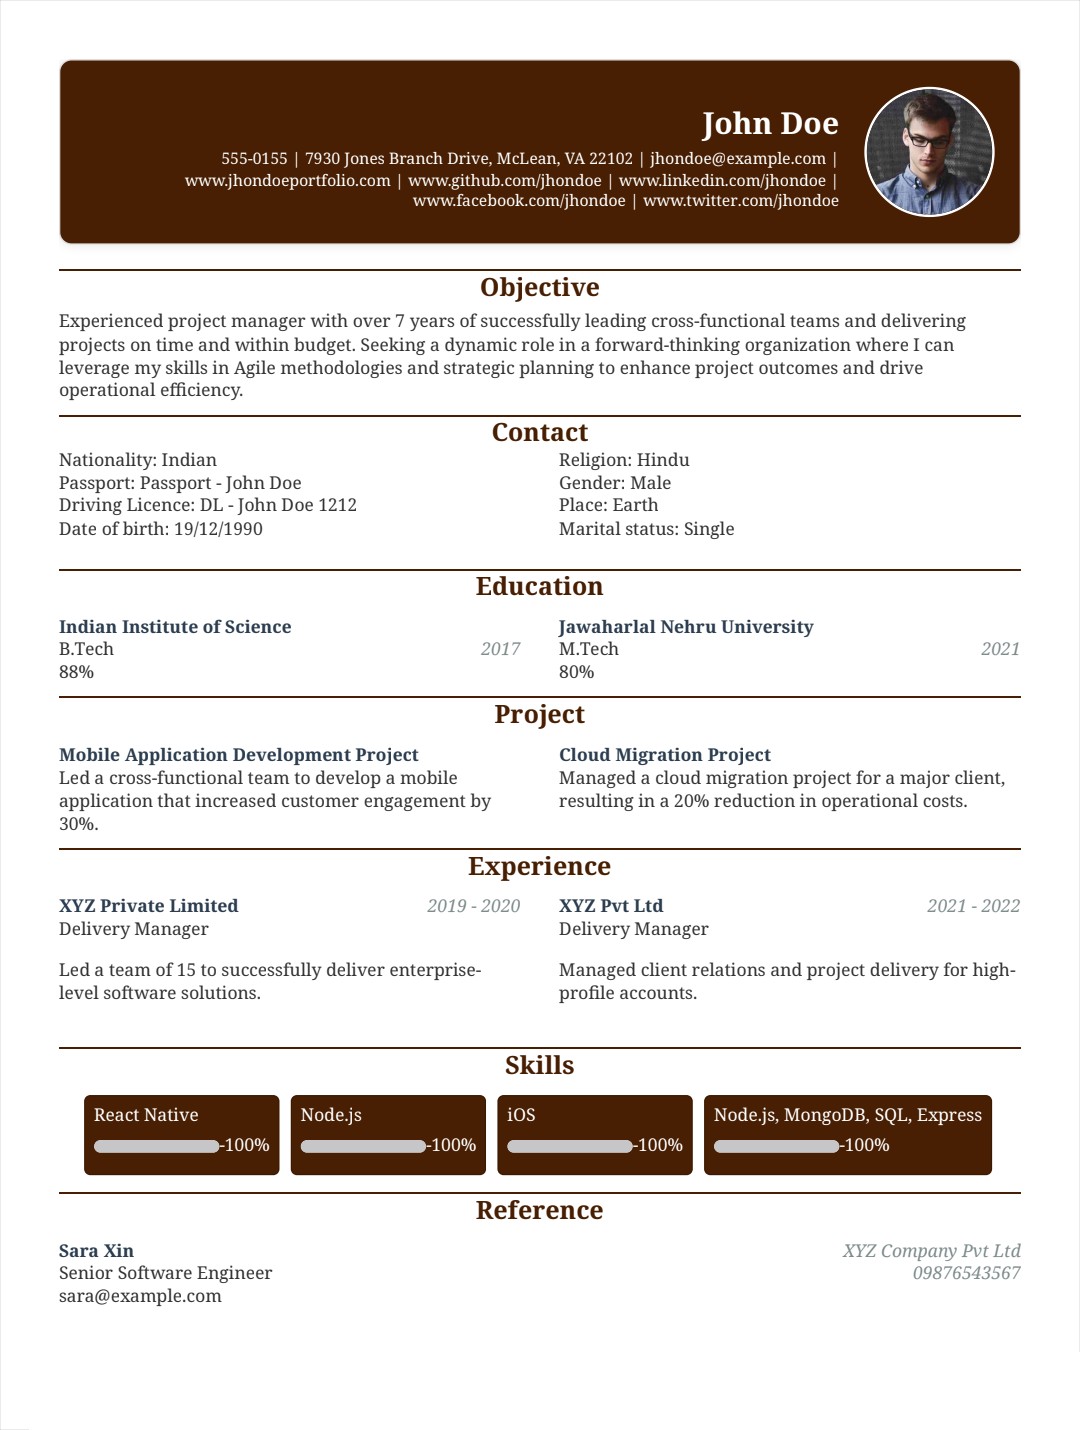 John Doe
555-0155 | 7930 Jones Branch Drive, McLean, VA 22102 | jhondoe@example.com |
www.jhondoeportfolio.com | www.github.com/jhondoe | www.linkedin.com/jhondoe |
www.facebook.com/jhondoe | www.twitter.com/jhondoe
Objective
Experienced project manager with over 7 years of successfully leading cross-functional teams and delivering
projects on time and within budget. Seeking a dynamic role in a forward-thinking organization where I can
leverage my skills in Agile methodologies and strategic planning to enhance project outcomes and drive
operational efficiency.
Contact
Nationality: Indian
Passport: Passport - John Doe
Driving Licence: DL - John Doe 1212
Date of birth: 19/12/1990
Religion: Hindu
Gender: Male
Place: Earth
Marital status: Single
Education
Indian Institute of Science
B.Tech 2017
88%
Jawaharlal Nehru University
M.Tech 2021
80%
Project
Mobile Application Development Project
Led a cross-functional team to develop a mobile
application that increased customer engagement by
30%.
Cloud Migration Project
Managed a cloud migration project for a major client,
resulting in a 20% reduction in operational costs.
Experience
XYZ Private Limited 2019 - 2020
Delivery Manager
Led a team of 15 to successfully deliver enterprise-
level software solutions.
XYZ Pvt Ltd 2021 - 2022
Delivery Manager
Managed client relations and project delivery for high-
profile accounts.
Skills
React Native
-100%
Node.js
-100%
iOS
-100%
Node.js, MongoDB, SQL, Express
-100%
Reference
Sara Xin XYZ Company Pvt Ltd
Senior Software Engineer 09876543567
sara@example.com